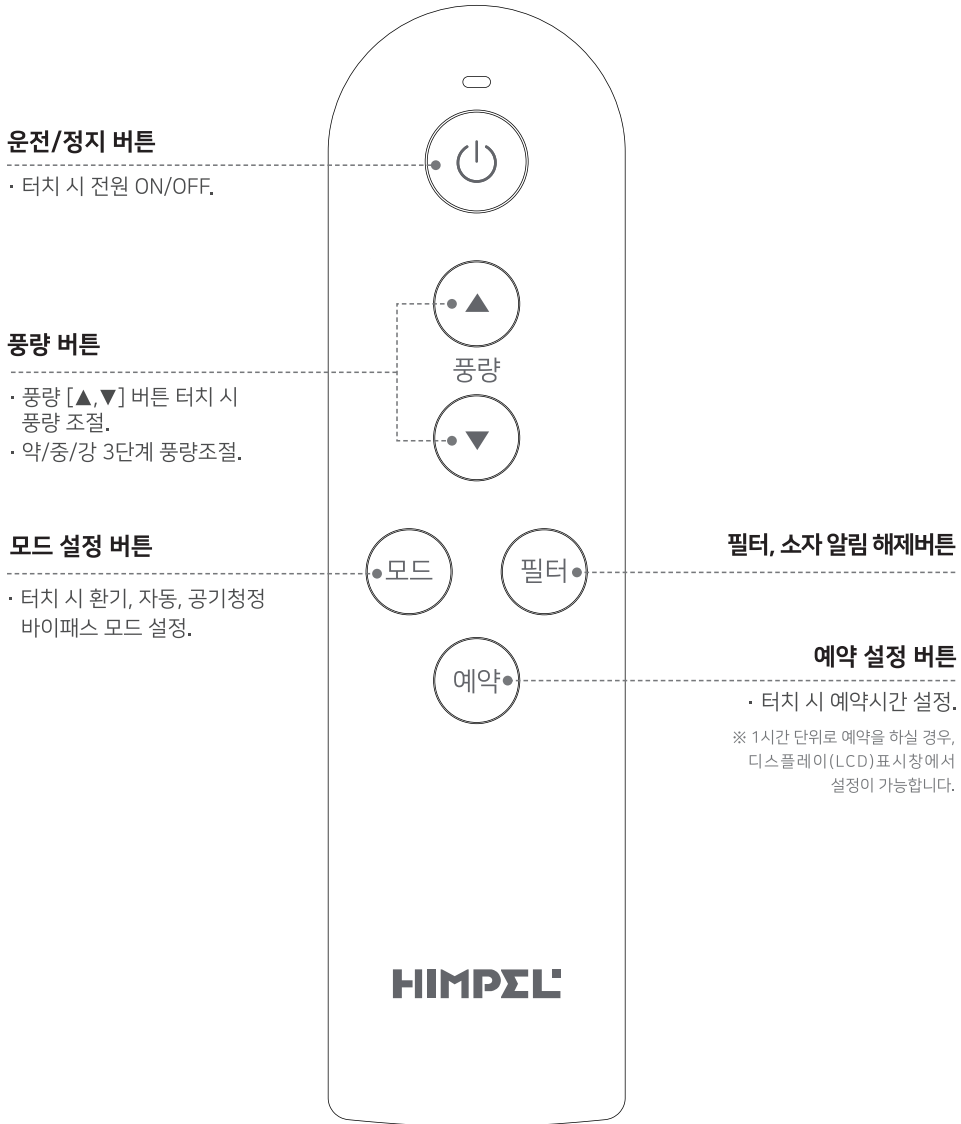 운전/정지 버튼
· 터치 시 전원 ON/OFF.
풍량 버튼
· 풍량 [▲,▼] 버튼 터치 시
풍량 조절.
· 약/중/강 3단계 풍량조절.
▲
풍량
▼
모드 설정 버튼
· 터치 시 환기, 자동, 공기청정
바이패스 모드 설정.
모드
필터
필터, 소자 알림 해제버튼
예약
예약 설정 버튼
· 터치 시 예약시간 설정.
※ 1시간 단위로 예약을 하실 경우,
디스플레이(LCD)표시창에서
설정이 가능합니다.
HIMPEL